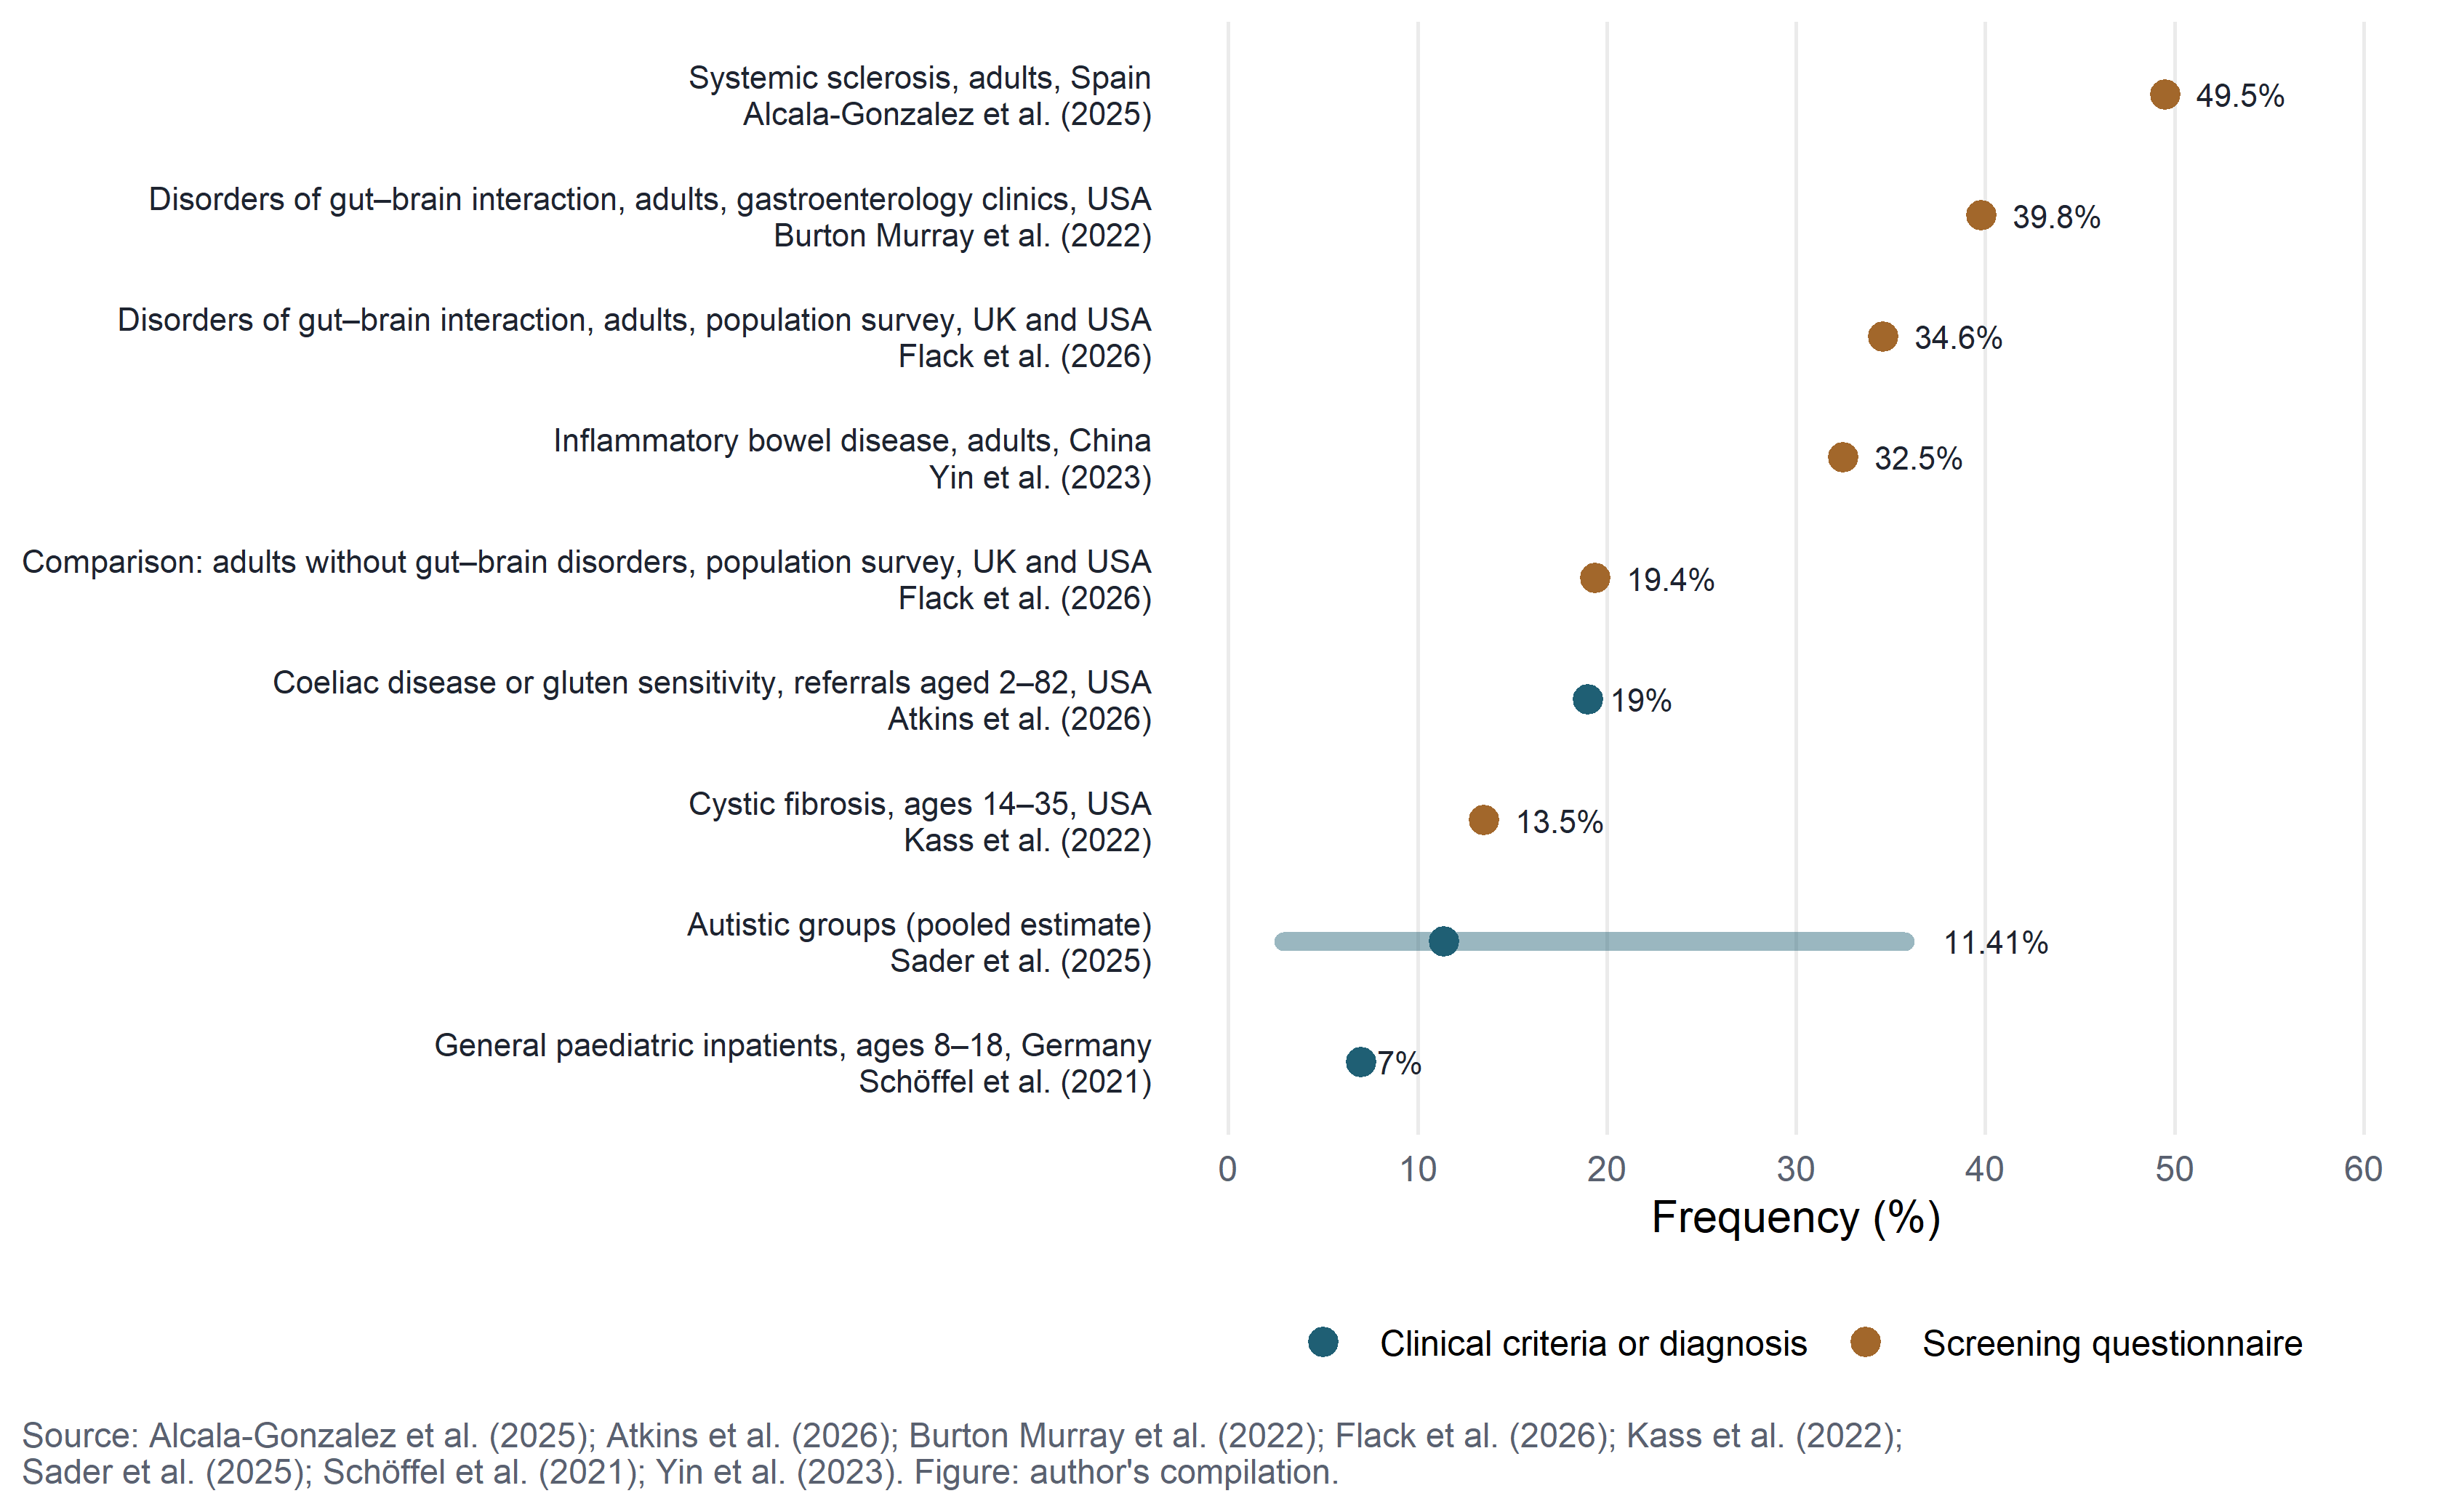 Systemic sclerosis, adults, Spain
Alcala-Gonzalez et al. (2025)
49.5%
Disorders of gut–brain interaction, adults, gastroenterology clinics, USA
Burton Murray et al. (2022)
39.8%
Disorders of gut–brain interaction, adults, population survey, UK and USA
Flack et al. (2026)
34.6%
Inflammatory bowel disease, adults, China
Yin et al. (2023)
32.5%
Comparison: adults without gut–brain disorders, population survey, UK and USA
Flack et al. (2026)
19.4%
Coeliac disease or gluten sensitivity, referrals aged 2–82, USA
Atkins et al. (2026)
19%
Cystic fibrosis, ages 14–35, USA
Kass et al. (2022)
13.5%
Autistic groups (pooled estimate)
Sader et al. (2025)
11.41%
General paediatric inpatients, ages 8–18, Germany
Schöffel et al. (2021)
7%
0 10 20 30 40 50 60
Frequency (%)
Clinical criteria or diagnosis Screening questionnaire
Source: Alcala-Gonzalez et al. (2025); Atkins et al. (2026); Burton Murray et al. (2022); Flack et al. (2026); Kass et al. (2022);
Sader et al. (2025); Schöffel et al. (2021); Yin et al. (2023). Figure: author's compilation.